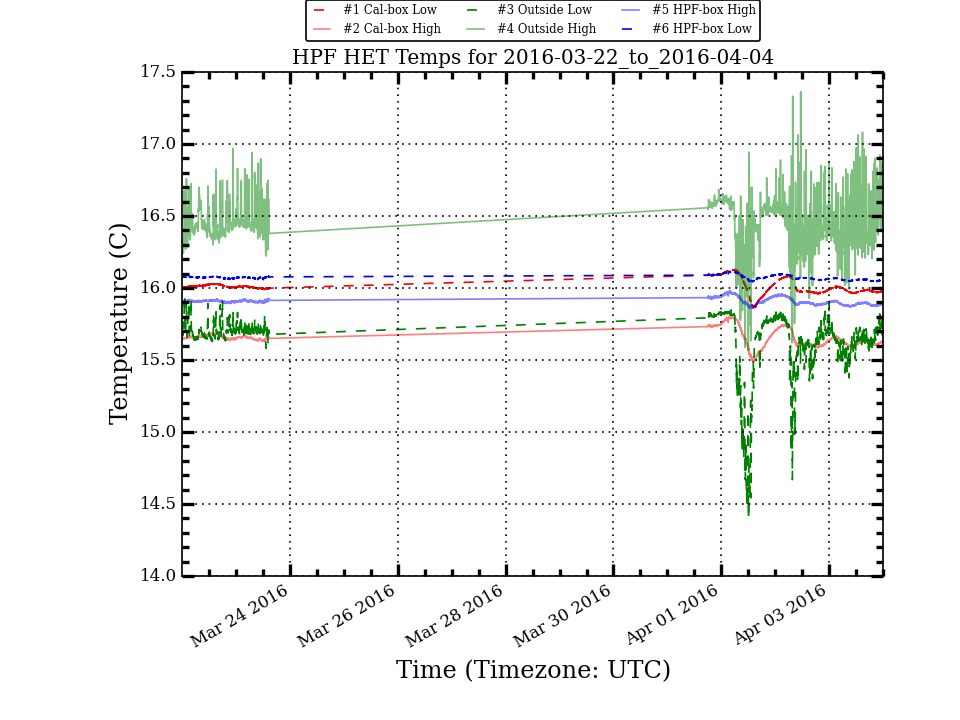 #1 Cal-box Low #3 Outside Low #5 HPF-box High
#2 Cal-box High #4 Outside High #6 HPF-box Low
HPF HET Temps for 2016-03-22_to_2016-04-04
17.5
17.0
16.5
16.0
15.5
15.0
14.5
14.0
Temperature (C)
Mar 24 2016 Mar 26 2016 Mar 28 2016 Mar 30 2016 Apr 01 2016 Apr 03 2016
Time (Timezone: UTC)